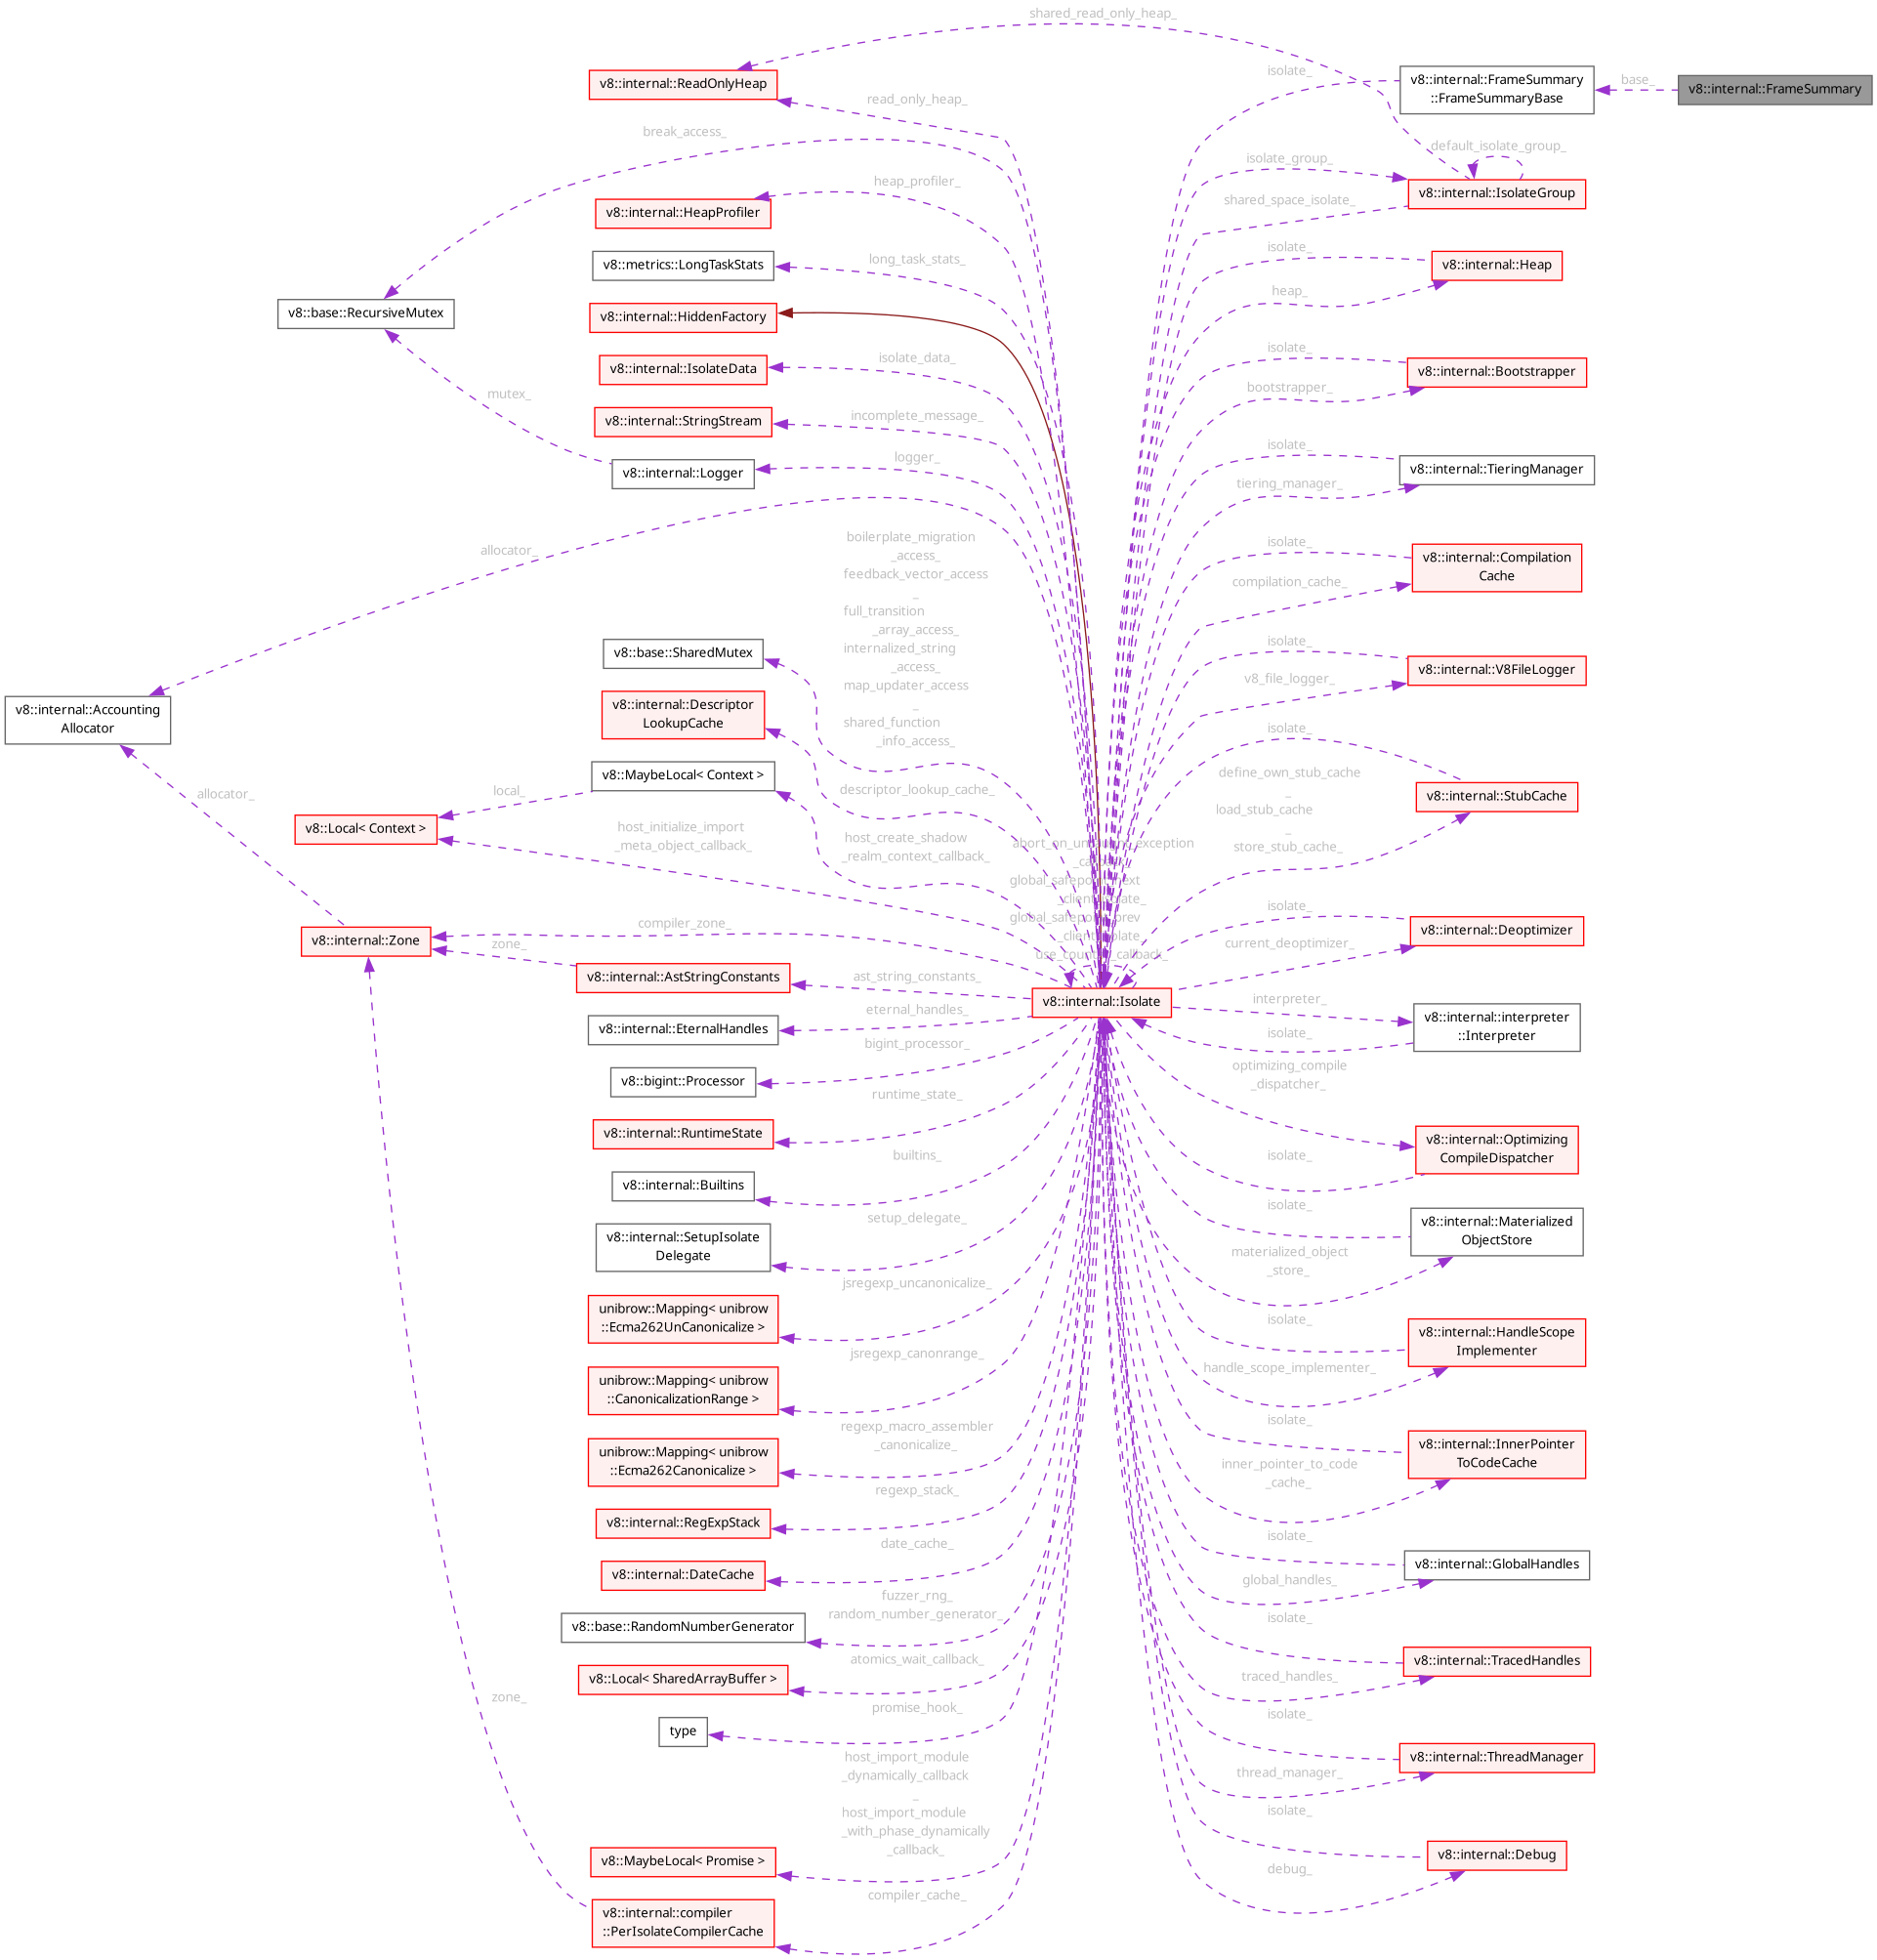 shared_read_only_heap_
v8::internal::ReadOnlyHeap
isolate_
v8::internal::FrameSummary
::FrameSummaryBase
base_
v8::internal::FrameSummary
read_only_heap_
break_access_
default_isolate_group_
isolate_group_
heap_profiler_
v8::internal::IsolateGroup
shared_space_isolate_
v8::internal::HeapProfiler
isolate_
long_task_stats_
v8::metrics::LongTaskStats
v8::internal::Heap
heap_
v8::base::RecursiveMutex
v8::internal::HiddenFactory
isolate_
isolate_data_
v8::internal::IsolateData
v8::internal::Bootstrapper
bootstrapper_
mutex_
incomplete_message_
v8::internal::StringStream
isolate_
logger_
v8::internal::Logger
v8::internal::TieringManager
tiering_manager_
allocator_
boilerplate_migration
_access_
feedback_vector_access
_
full_transition
_array_access_
internalized_string
_access_
map_updater_access
_
shared_function
_info_access_
isolate_
v8::internal::Compilation
Cache
compilation_cache_
v8::base::SharedMutex
isolate_
v8::internal::V8FileLogger
v8_file_logger_
v8::internal::Accounting
Allocator
v8::internal::Descriptor
LookupCache
descriptor_lookup_cache_
isolate_
v8::MaybeLocal< Context >
local_
allocator_
define_own_stub_cache
_
load_stub_cache
_
store_stub_cache_
v8::internal::StubCache
v8::Local< Context >
host_initialize_import
_meta_object_callback_
host_create_shadow
_realm_context_callback_
global_safepoint_prev
use_counter_callback_
isolate_
v8::internal::Deoptimizer
current_deoptimizer_
v8::internal::Zone
compiler_zone_
zone_
v8::internal::AstStringConstants
ast_string_constants_
v8::internal::Isolate
interpreter_
v8::internal::interpreter
::Interpreter
isolate_
eternal_handles_
v8::internal::EternalHandles
bigint_processor_
v8::bigint::Processor
optimizing_compile
_dispatcher_
runtime_state_
v8::internal::RuntimeState
v8::internal::Optimizing
CompileDispatcher
isolate_
builtins_
v8::internal::Builtins
isolate_
v8::internal::Materialized
ObjectStore
setup_delegate_
v8::internal::SetupIsolate
Delegate
materialized_object
_store_
jsregexp_uncanonicalize_
unibrow::Mapping< unibrow
::Ecma262UnCanonicalize >
isolate_
v8::internal::HandleScope
Implementer
handle_scope_implementer_
jsregexp_canonrange_
unibrow::Mapping< unibrow
::CanonicalizationRange >
isolate_
v8::internal::InnerPointer
ToCodeCache
inner_pointer_to_code
_cache_
regexp_macro_assembler
_canonicalize_
unibrow::Mapping< unibrow
::Ecma262Canonicalize >
regexp_stack_
v8::internal::RegExpStack
isolate_
v8::internal::GlobalHandles
global_handles_
date_cache_
v8::internal::DateCache
fuzzer_rng_
random_number_generator_
v8::base::RandomNumberGenerator
isolate_
v8::internal::TracedHandles
traced_handles_
atomics_wait_callback_
v8::Local< SharedArrayBuffer >
zone_
promise_hook_
type
isolate_
v8::internal::ThreadManager
thread_manager_
host_import_module
_dynamically_callback
_
host_import_module
_with_phase_dynamically
_callback_
isolate_
v8::internal::Debug
debug_
v8::MaybeLocal< Promise >
compiler_cache_
v8::internal::compiler
::PerIsolateCompilerCache